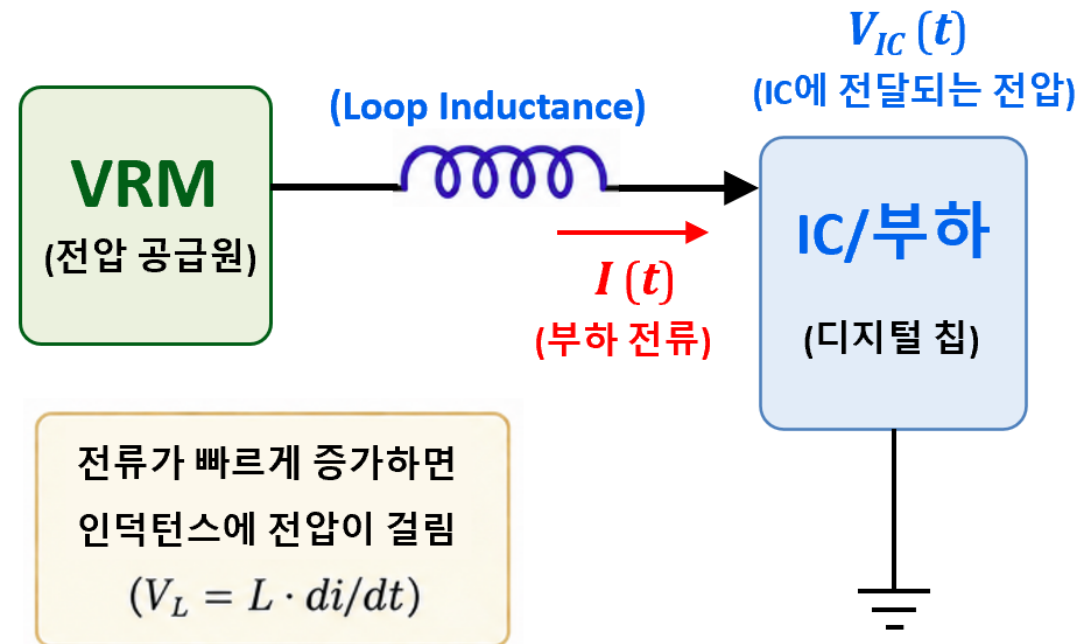 VRM
(전압 공급원)
(Loop Inductance)
V_{IC} (t)
(IC에 전달되는 전압)
I (t)
(부하 전류)
IC/부하
(디지털 칩)
전류가 빠르게 증가하면
인덕턴스에 전압이 걸림
(V_L = L · di/dt)